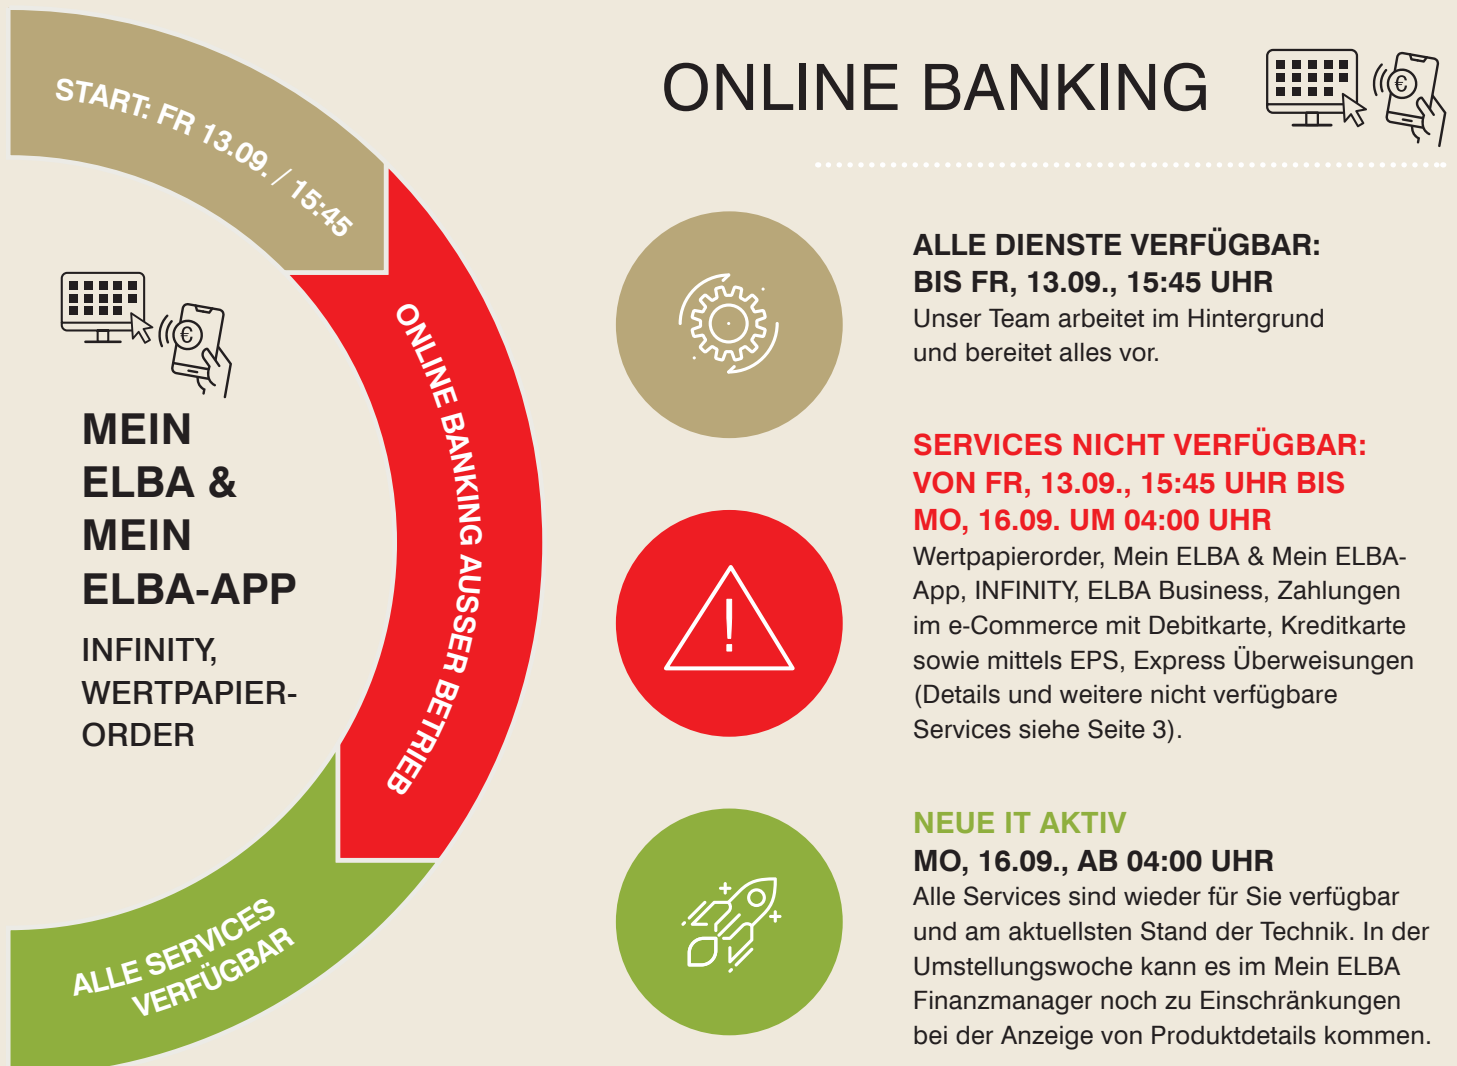 START: FR 13.09. / 15:45
ONLINE BANKING AUSSER BETRIEB
ALLE SERVICES
VERFÜGBAR
€
MEIN
ELBA &
MEIN
ELBA-APP
INFINITY,
WERTPAPIER-
ORDER
ONLINE BANKING
€
ALLE DIENSTE VERFÜGBAR:
BIS FR, 13.09., 15:45 UHR
Unser Team arbeitet im Hintergrund
und bereitet alles vor.
!
SERVICES NICHT VERFÜGBAR:
VON FR, 13.09., 15:45 UHR BIS
MO, 16.09. UM 04:00 UHR
Wertpapierorder, Mein ELBA & Mein ELBA-
App, INFINITY, ELBA Business, Zahlungen
im e-Commerce mit Debitkarte, Kreditkarte
sowie mittels EPS, Express Überweisungen
(Details und weitere nicht verfügbare
Services siehe Seite 3).
NEUE IT AKTIV
MO, 16.09., AB 04:00 UHR
Alle Services sind wieder für Sie verfügbar
und am aktuellsten Stand der Technik. In der
Umstellungswoche kann es im Mein ELBA
Finanzmanager noch zu Einschränkungen
bei der Anzeige von Produktdetails kommen.